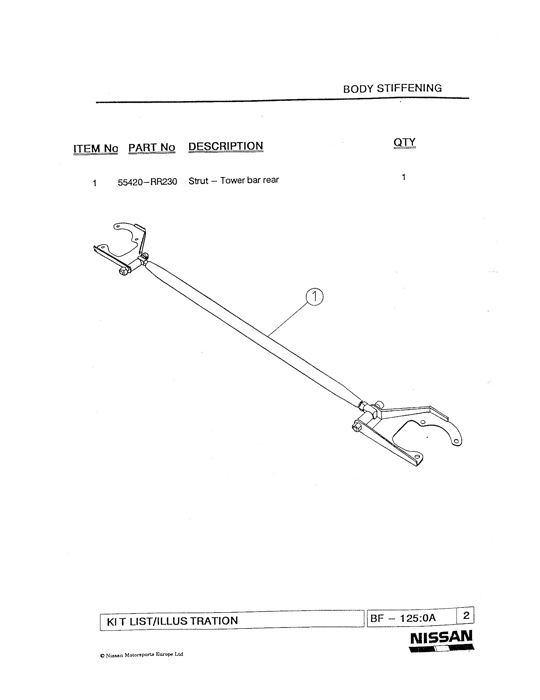 BODY STIFFENING
ITEM No PART No DESCRIPTION QTY
1 55420-RR230 Strut - Tower bar rear 1
1
KIT LIST/ILLUSTRATION BF - 125:0A 2
NISSAN
© Nissan Motorsports Europe Ltd